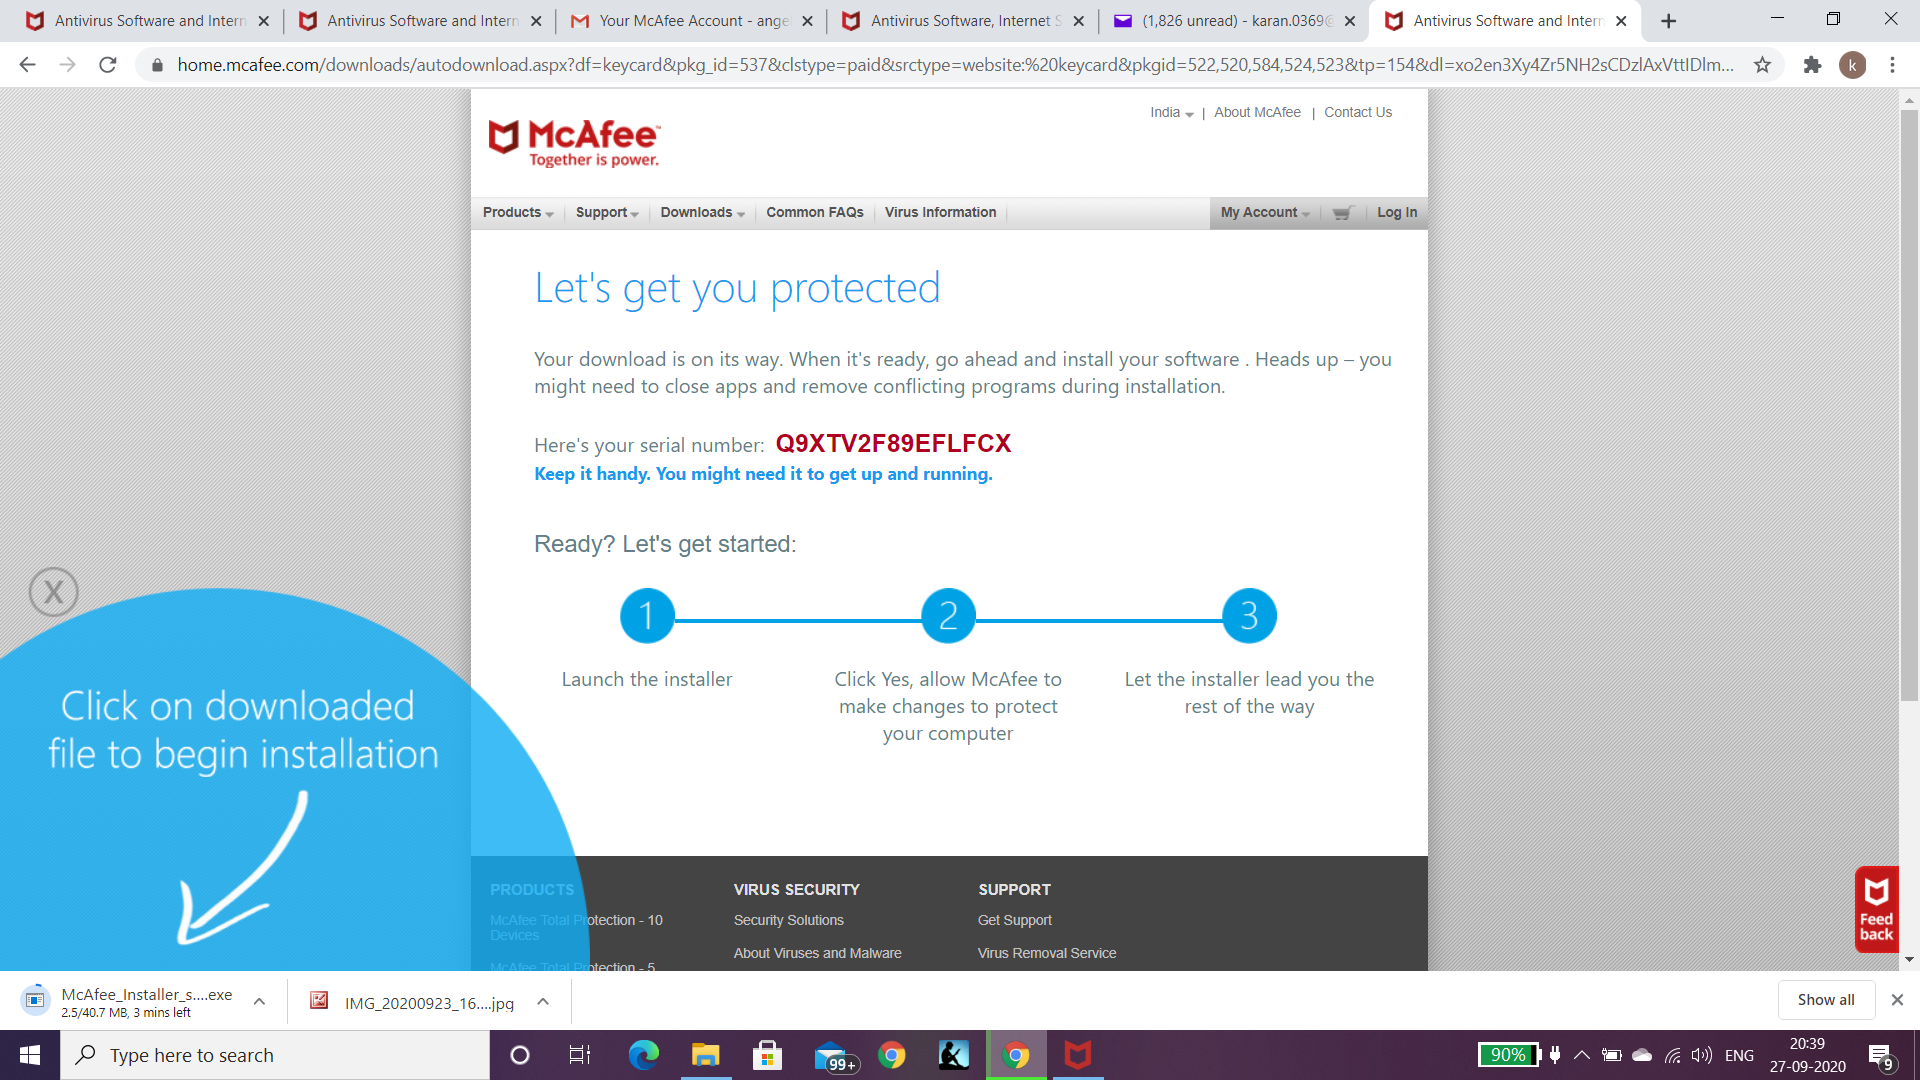 Antivirus Software and Intern
Antivirus Software and Intern
Your McAfee Account - ange
Antivirus Software, Internet S
(1,826 unread) - karan.0369@
Antivirus Software and Intern
home.mcafee.com/downloads/autodownload.aspx?df=keycard&pkg_id=537&clstype=paid&srctype=website:%20keycard&pkgid=522,520,584,524,523&tp=154&dl=xo2en3Xy4Zr5NH2sCDzlAxVttIDlm...
k
India | About McAfee | Contact Us
McAfee™
Together is power.
Products Support Downloads Common FAQs Virus Information My Account Log In
Let's get you protected
Your download is on its way. When it's ready, go ahead and install your software . Heads up – you
might need to close apps and remove conflicting programs during installation.
Here's your serial number: Q9XTV2F89EFLFCX
Keep it handy. You might need it to get up and running.
Ready? Let's get started:
1 2 3
Launch the installer
Click Yes, allow McAfee to
make changes to protect
your computer
Let the installer lead you the
rest of the way
X
Click on downloaded
file to begin installation
PRODUCTS
McAfee Total Protection - 10
Devices
McAfee Total Protection - 5
VIRUS SECURITY
Security Solutions
About Viruses and Malware
SUPPORT
Get Support
Virus Removal Service
Feed
back
McAfee_Installer_s....exe
2.5/40.7 MB, 3 mins left
IMG_20200923_16....jpg
Show all
Type here to search
99+
90%
ENG
20:39
27-09-2020
9